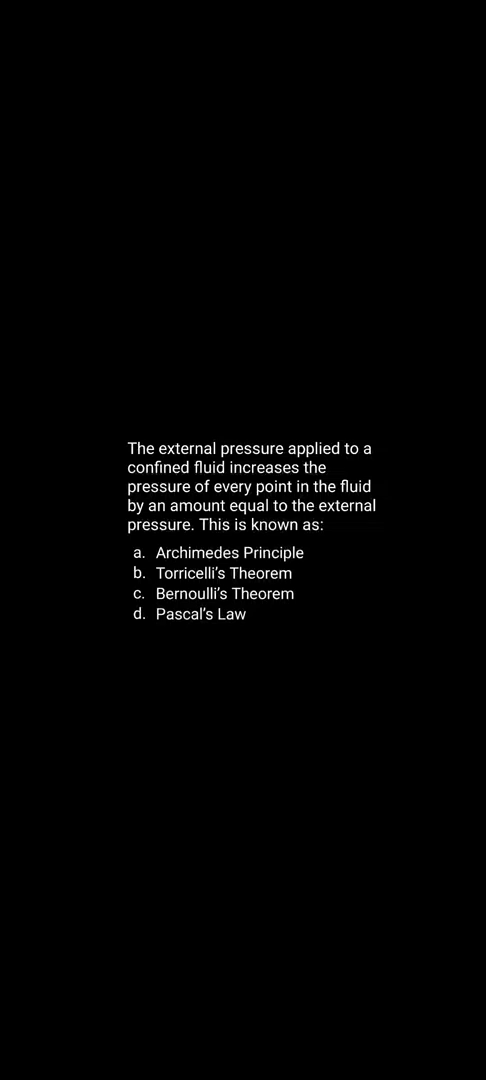 The external pressure applied to a
confined fluid increases the
pressure of every point in the fluid
by an amount equal to the external
pressure. This is known as:
a. Archimedes Principle
b. Torricelli’s Theorem
c. Bernoulli’s Theorem
d. Pascal’s Law